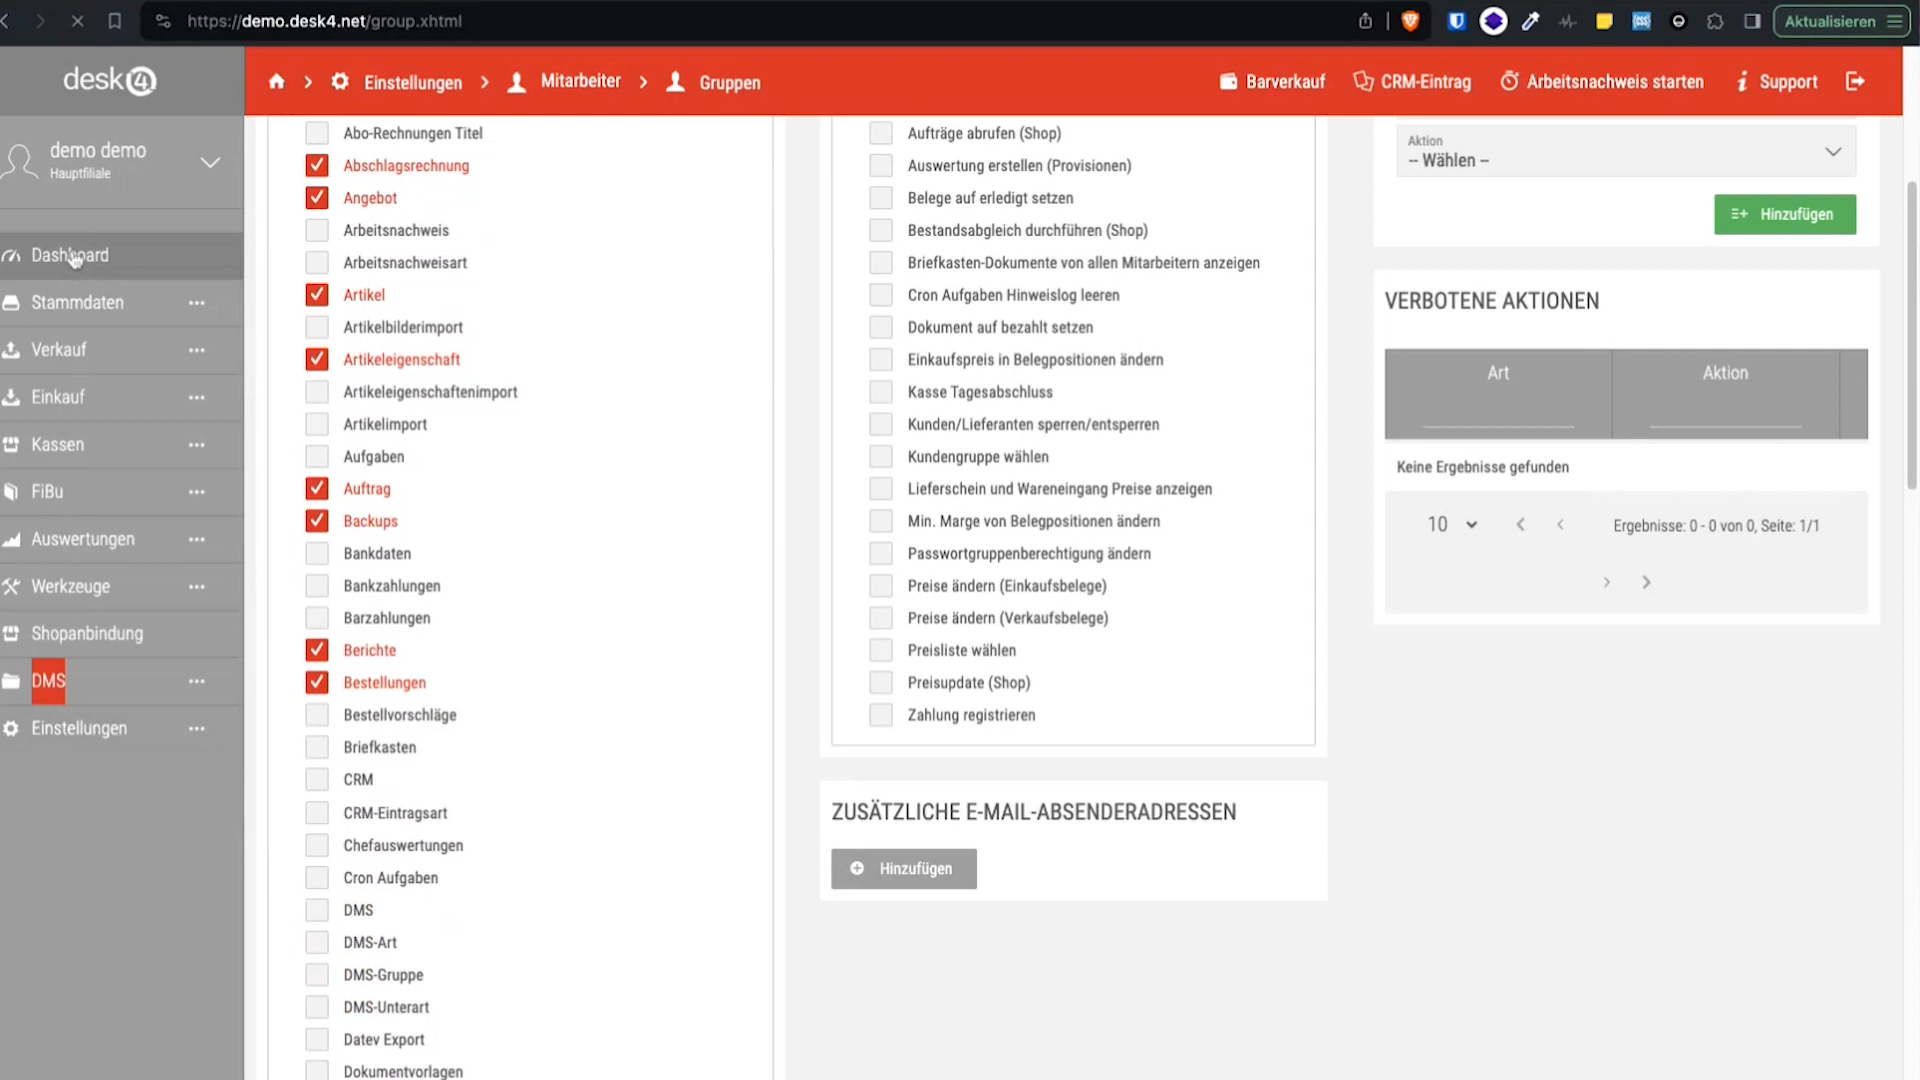 https://demo.desk4.net/group.xhtml
Aktualisieren
desk4
Einstellungen
Mitarbeiter
Gruppen
Barverkauf
CRM-Eintrag
Arbeitsnachweis starten
Support
demo demo
Hauptfiliale
Dashboard
Stammdaten
Verkauf
Einkauf
Kassen
FiBu
Auswertungen
Werkzeuge
Shopanbindung
DMS
Einstellungen
Abo-Rechnungen Titel
Abschlagsrechnung
Angebot
Arbeitsnachweis
Arbeitsnachweisart
Artikel
Artikelbilderimport
Artikeleigenschaft
Artikeleigenschaftenimport
Artikelimport
Aufgaben
Auftrag
Backups
Bankdaten
Bankzahlungen
Barzahlungen
Berichte
Bestellungen
Bestellvorschläge
Briefkasten
CRM
CRM-Eintragsart
Chefauswertungen
Cron Aufgaben
DMS
DMS-Art
DMS-Gruppe
DMS-Unterart
Datev Export
Dokumentvorlagen
Aufträge abrufen (Shop)
Auswertung erstellen (Provisionen)
Belege auf erledigt setzen
Bestandsabgleich durchführen (Shop)
Briefkasten-Dokumente von allen Mitarbeitern anzeigen
Cron Aufgaben Hinweislog leeren
Dokument auf bezahlt setzen
Einkaufspreis in Belegpositionen ändern
Kasse Tagesabschluss
Kunden/Lieferanten sperren/entsperren
Kundengruppe wählen
Lieferschein und Wareneingang Preise anzeigen
Min. Marge von Belegpositionen ändern
Passwortgruppenberechtigung ändern
Preise ändern (Einkaufsbelege)
Preise ändern (Verkaufsbelege)
Preisliste wählen
Preisupdate (Shop)
Zahlung registrieren
ZUSÄTZLICHE E-MAIL-ABSENDERADRESSEN
Hinzufügen
Aktion
-- Wählen --
Hinzufügen
VERBOTENE AKTIONEN
Art
Aktion
Keine Ergebnisse gefunden
10
Ergebnisse: 0 - 0 von 0, Seite: 1/1